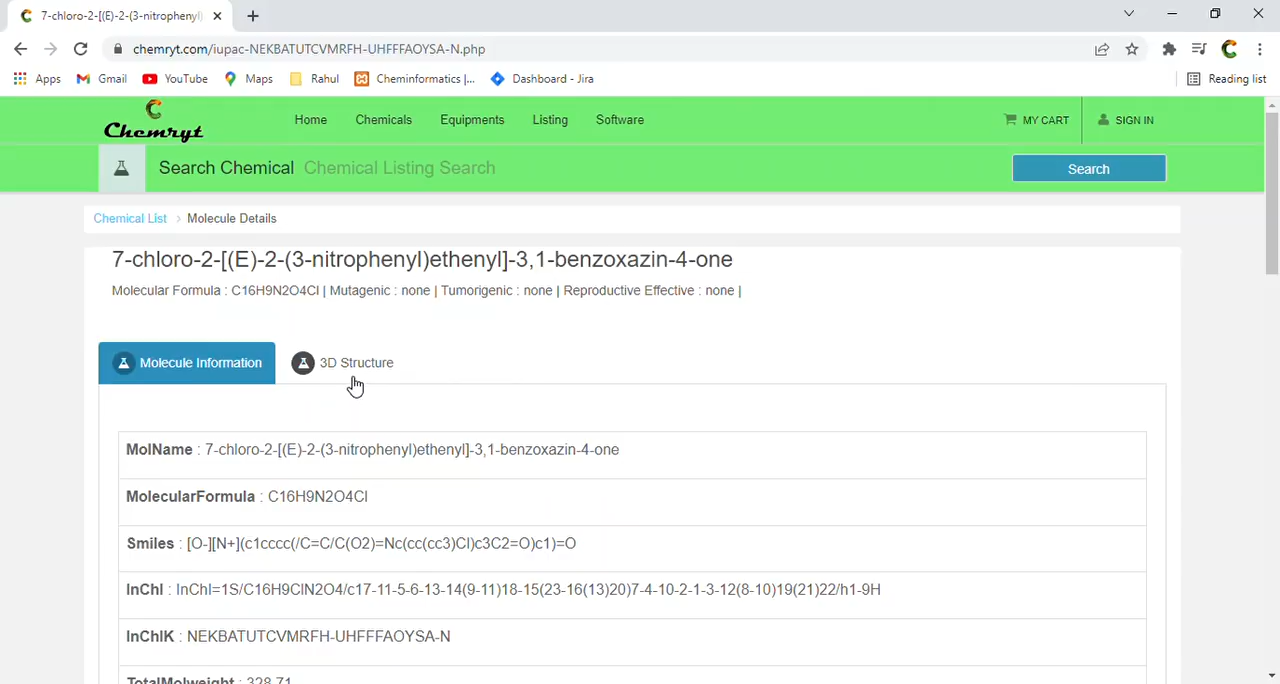 7-chloro-2-[(E)-2-(3-nitrophenyl)
chemryt.com/iupac-NEKBATUTCVMRFH-UHFFFAOYSA-N.php
Apps Gmail YouTube Maps Rahul Cheminformatics |... Dashboard - Jira Reading list
Chemryt Home Chemicals Equipments Listing Software MY CART SIGN IN
Search Chemical Chemical Listing Search Search
Chemical List > Molecule Details
7-chloro-2-[(E)-2-(3-nitrophenyl)ethenyl]-3,1-benzoxazin-4-one
Molecular Formula : C16H9N2O4Cl | Mutagenic : none | Tumorigenic : none | Reproductive Effective : none |
Molecule Information 3D Structure
MolName : 7-chloro-2-[(E)-2-(3-nitrophenyl)ethenyl]-3,1-benzoxazin-4-one
MolecularFormula : C16H9N2O4Cl
Smiles : [O-][N+](c1cccc(/C=C/C(O2)=Nc(cc(cc3)Cl)c3C2=O)c1)=O
InChI : InChI=1S/C16H9ClN2O4/c17-11-5-6-13-14(9-11)18-15(23-16(13)20)7-4-10-2-1-3-12(8-10)19(21)22/h1-9H
InChIK : NEKBATUTCVMRFH-UHFFFAOYSA-N
TotalMolweight : 328.71